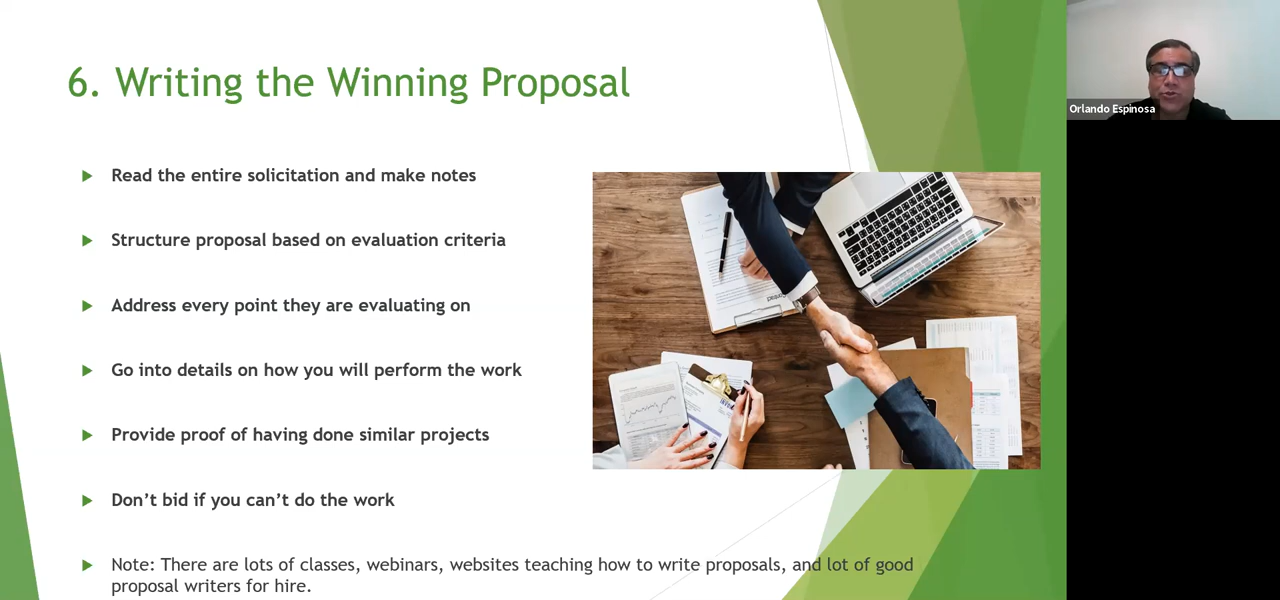 6. Writing the Winning Proposal
Orlando Espinosa
Read the entire solicitation and make notes
Structure proposal based on evaluation criteria
Address every point they are evaluating on
Go into details on how you will perform the work
Provide proof of having done similar projects
Don’t bid if you can’t do the work
Note: There are lots of classes, webinars, websites teaching how to write proposals, and lot of good
proposal writers for hire.
Contract